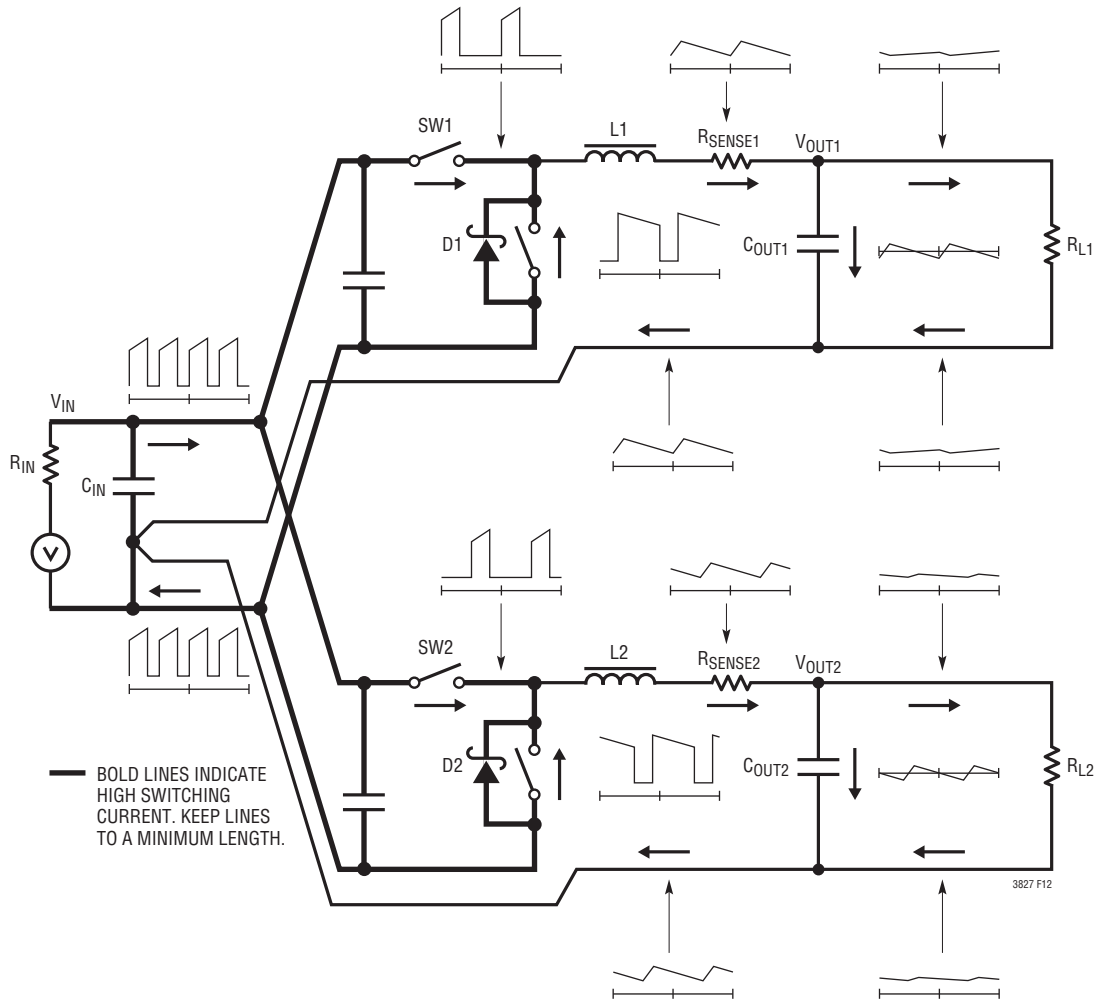 SW1
L1
RSENSE1
VOUT1
D1
COUT1
RL1
VIN
RIN
CIN
V
SW2
L2
RSENSE2
VOUT2
D2
COUT2
RL2
BOLD LINES INDICATE
HIGH SWITCHING
CURRENT. KEEP LINES
TO A MINIMUM LENGTH.
3827 F12